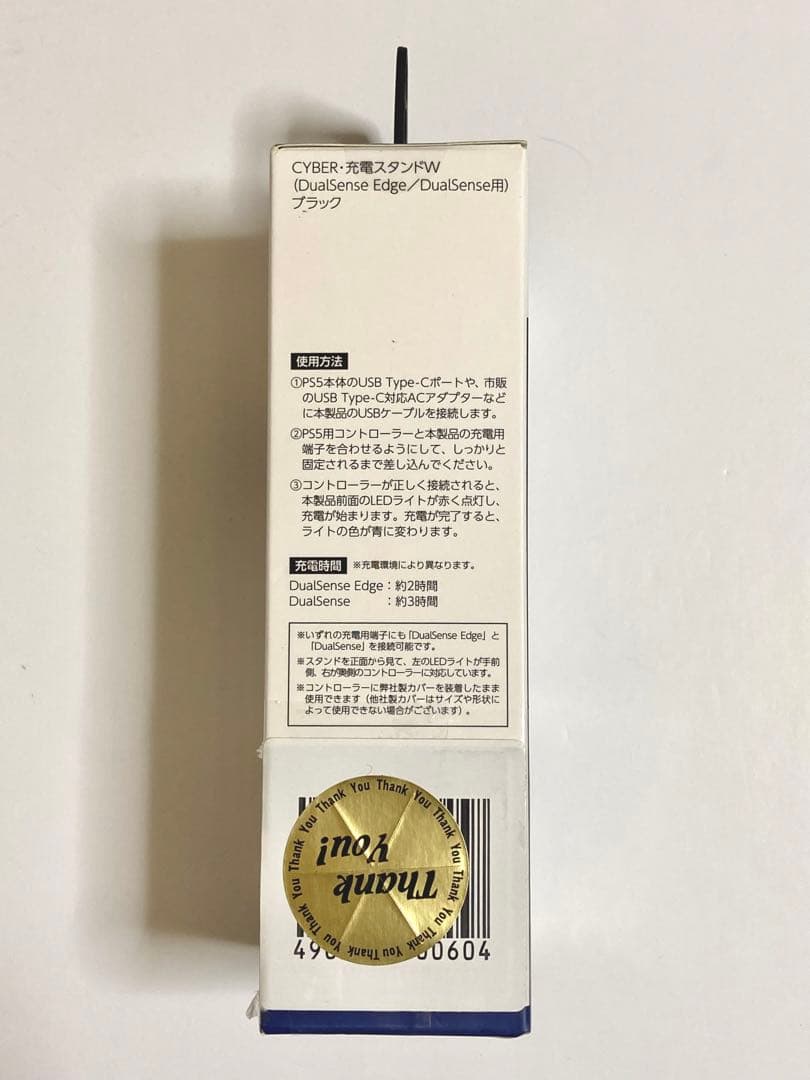 CYBER・充電スタンドW
（DualSense Edge／DualSense用）
ブラック
使用方法
①PS5本体のUSB Type-Cポートや、市販
のUSB Type-C対応ACアダプターなど
に本製品のUSBケーブルを接続します。
②PS5用コントローラーと本製品の充電用
端子を合わせるようにして、しっかりと
固定されるまで差し込んでください。
③コントローラーが正しく接続されると、
本製品前面のLEDライトが赤く点灯し、
充電が始まります。充電が完了すると、
ライトの色が青に変わります。
充電時間 ※充電環境により異なります。
DualSense Edge：約2時間
DualSense ：約3時間
※いずれの充電用端子にも「DualSense Edge」と
「DualSense」を接続可能です。
※スタンドを正面から見て、左のLEDライトが手前
側、右が奥側のコントローラーに対応しています。
※コントローラーに弊社製カバーを装着したまま
使用できます（他社製カバーはサイズや形状に
よって使用できない場合がございます）。
Thank You Thank You Thank You Thank You Thank You Thank You Thank You Thank You
Thank
You!
49
0604